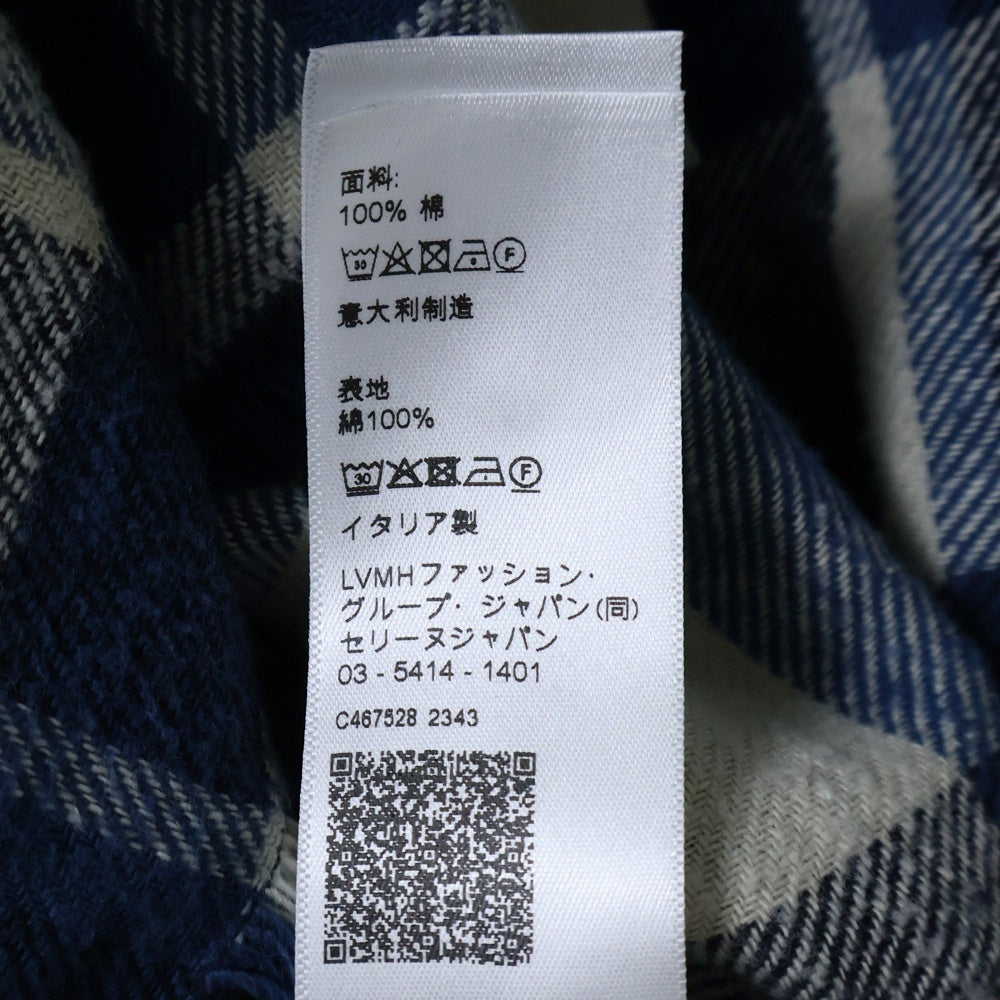 面料:
100% 棉
30 F
意大利制造
表地
綿100%
30 F
イタリア製
LVMHファッション・
グループ・ジャパン(同)
セリーヌジャパン
03 - 5414 - 1401
C467528 2343